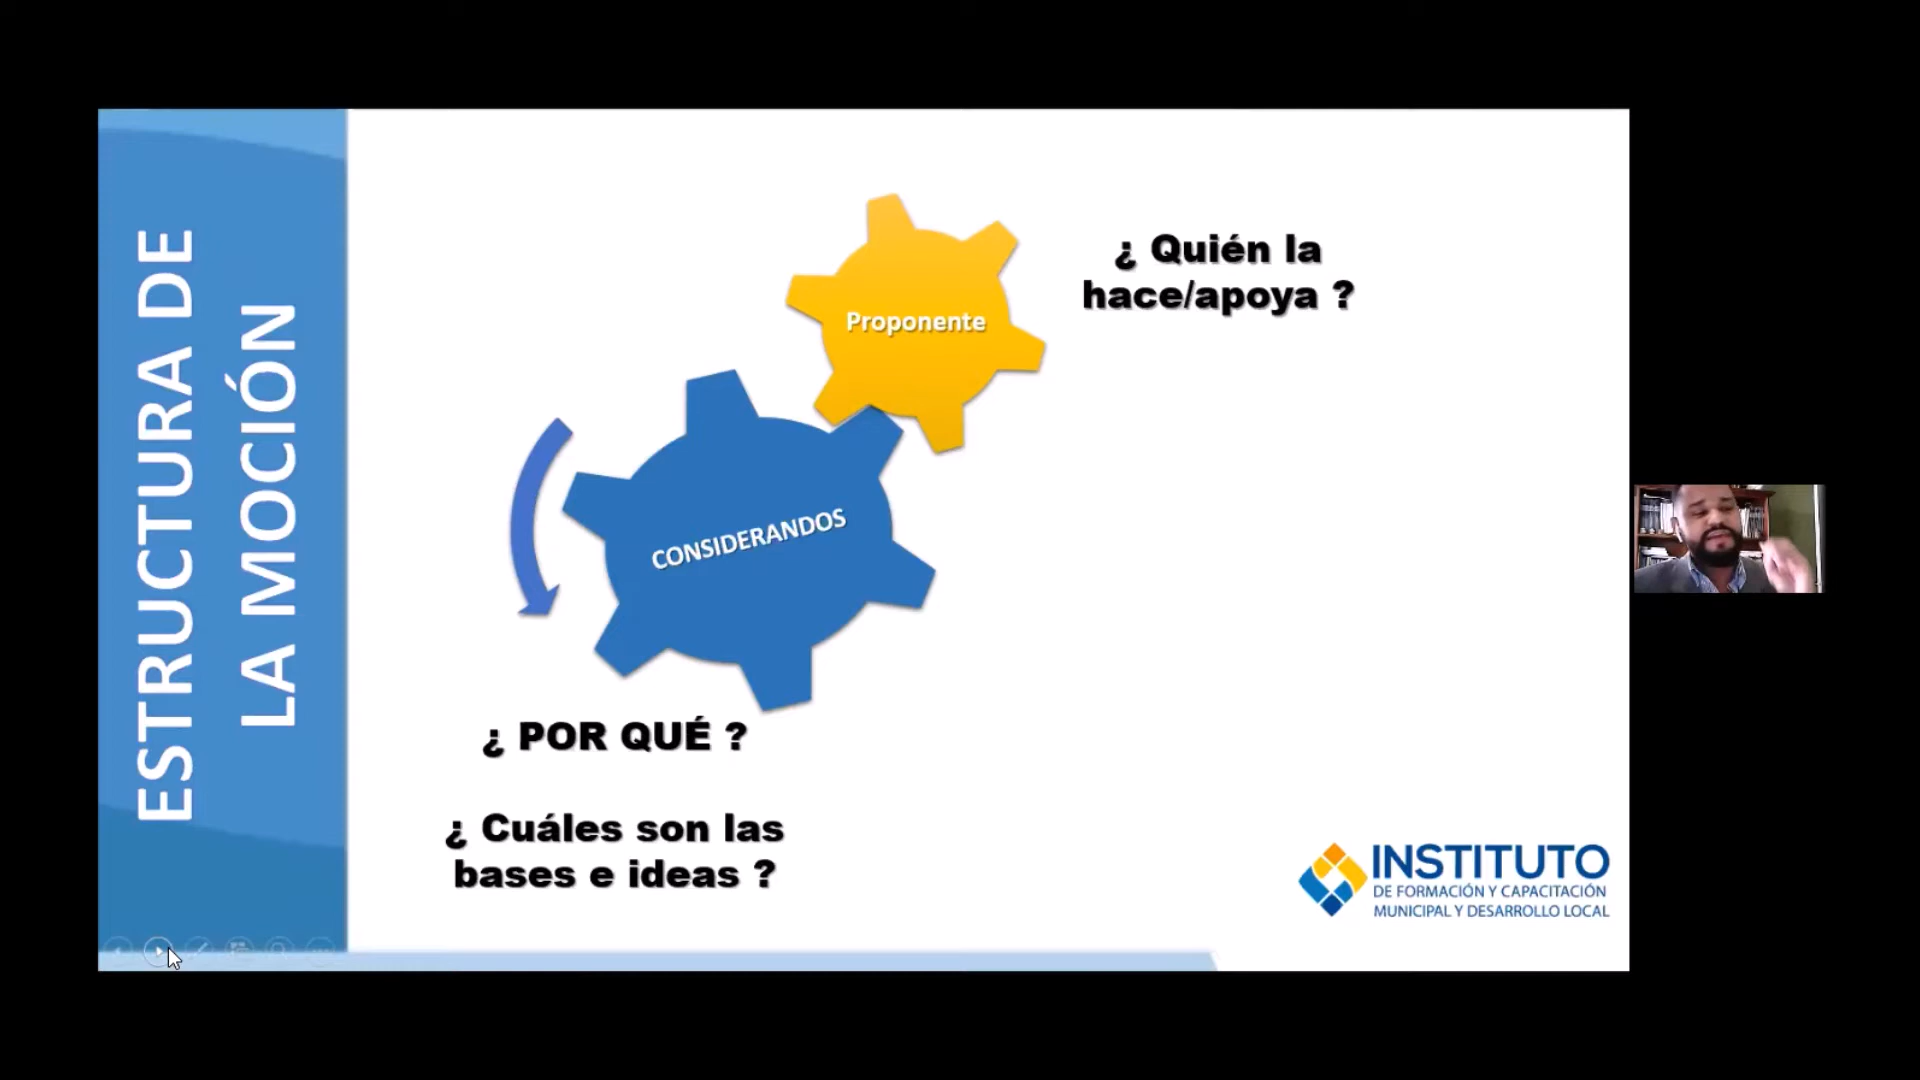 ESTRUCTURA DE
LA MOCIÓN
Proponente
¿ Quién la
hace/apoya ?
CONSIDERANDOS
¿ POR QUÉ ?
¿ Cuáles son las
bases e ideas ?
INSTITUTO
DE FORMACIÓN Y CAPACITACIÓN
MUNICIPAL Y DESARROLLO LOCAL